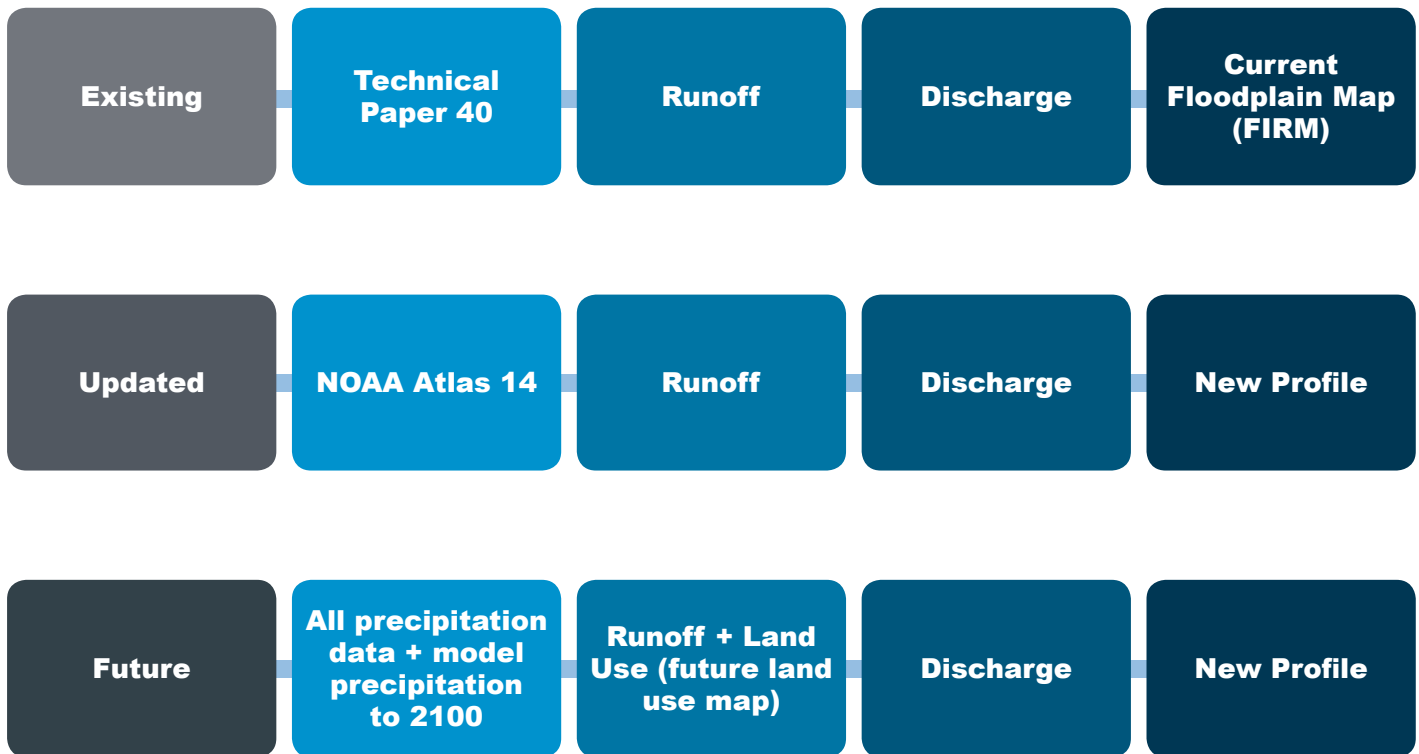 Existing
Technical
Paper 40
Runoff
Discharge
Current
Floodplain Map
(FIRM)
Updated
NOAA Atlas 14
Runoff
Discharge
New Profile
Future
All precipitation
data + model
precipitation
to 2100
Runoff + Land
Use (future land
use map)
Discharge
New Profile